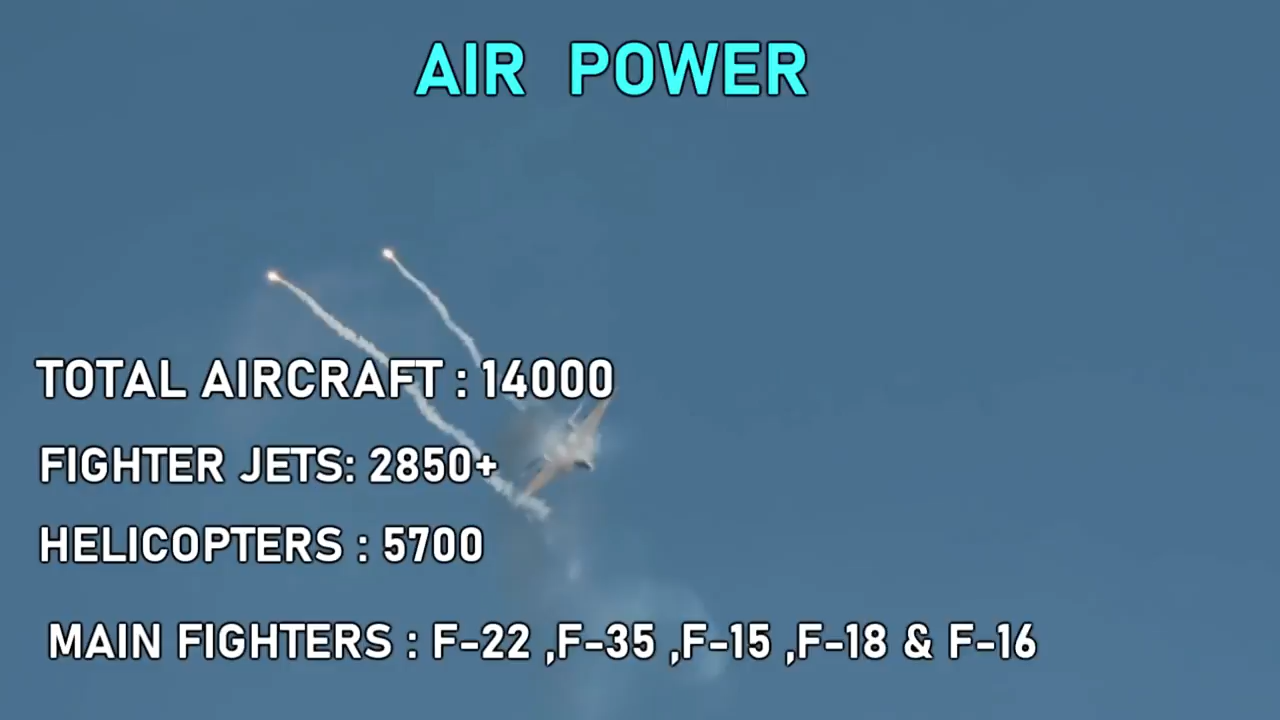 AIR POWER
TOTAL AIRCRAFT : 14000
FIGHTER JETS: 2850+
HELICOPTERS : 5700
MAIN FIGHTERS : F-22 ,F-35 ,F-15 ,F-18 & F-16